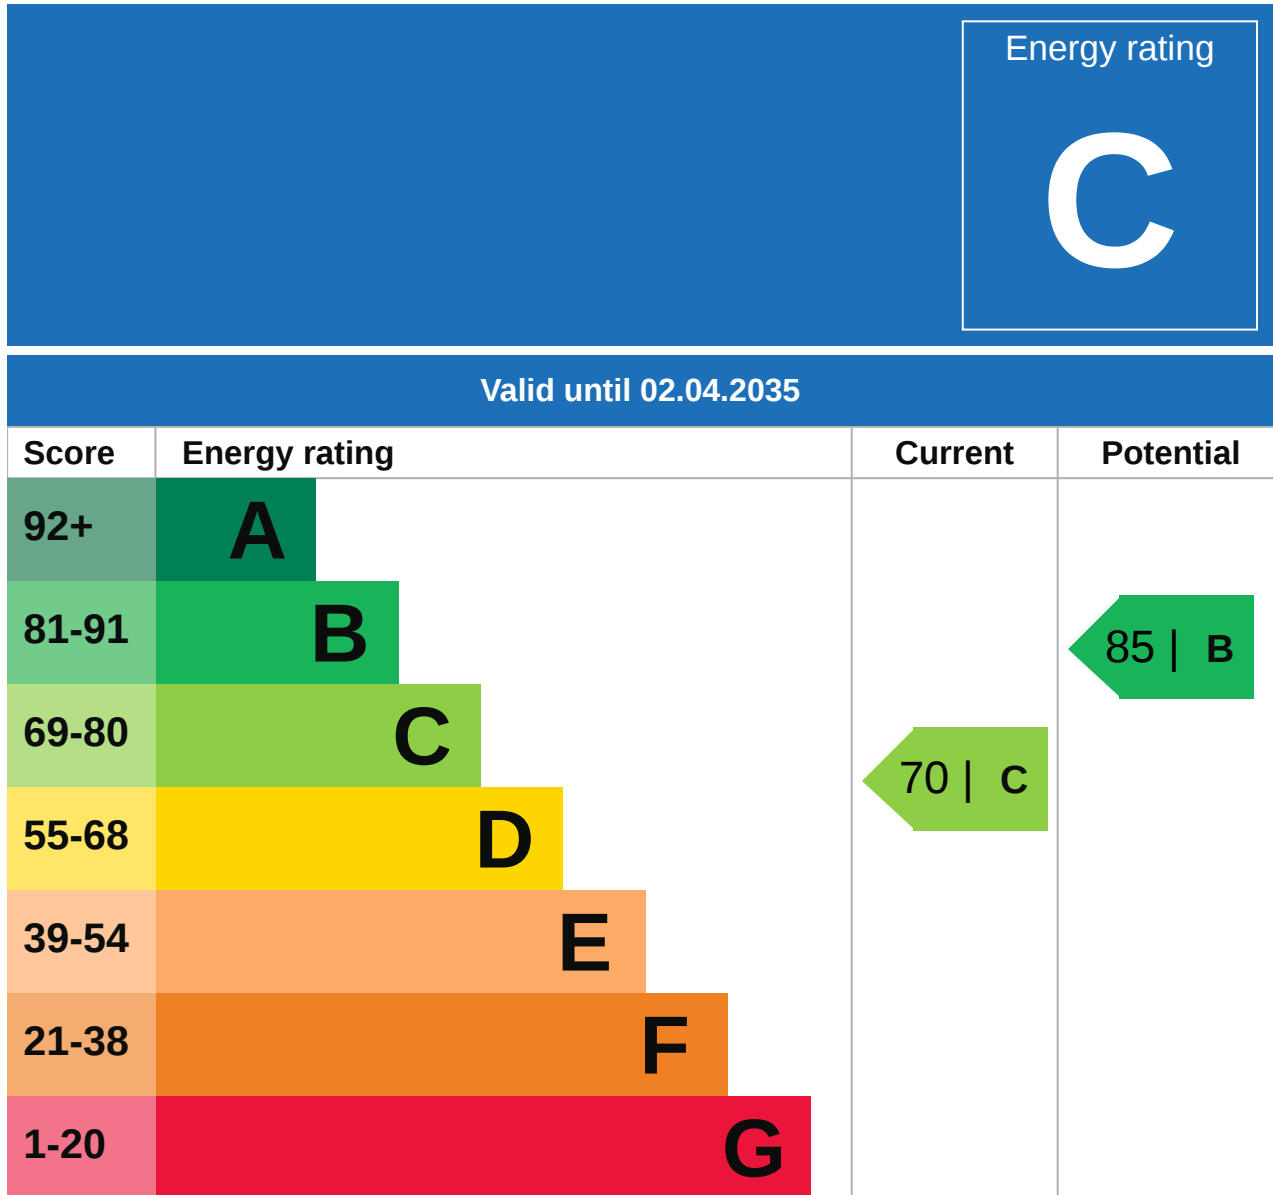 Energy rating
C
Valid until 02.04.2035
Score Energy rating Current Potential
92+ A
81-91 B 85 | B
69-80 C 70 | C
55-68 D
39-54 E
21-38 F
1-20 G